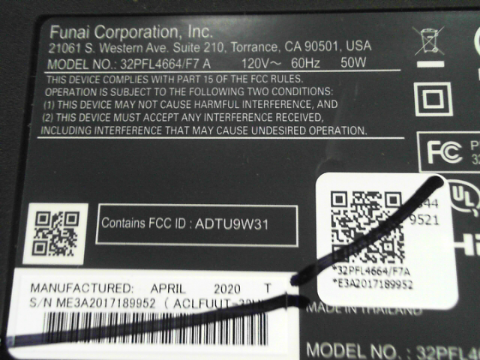 Funai Corporation, Inc.
21061 S. Western Ave. Suite 210, Torrance, CA 90501, USA
MODEL NO.: 32PFL4664/F7 A 120V～ 60Hz 50W
THIS DEVICE COMPLIES WITH PART 15 OF THE FCC RULES.
OPERATION IS SUBJECT TO THE FOLLOWING TWO CONDITIONS:
(1) THIS DEVICE MAY NOT CAUSE HARMFUL INTERFERENCE, AND
(2) THIS DEVICE MUST ACCEPT ANY INTERFERENCE RECEIVED,
INCLUDING INTERFERENCE THAT MAY CAUSE UNDESIRED OPERATION.
FC
UL
44
9521
Contains FCC ID : ADTU9W31
*32PFL4664/F7A
*E3A2017189952
MANUFACTURED: APRIL 2020 T
S/N ME3A2017189952
MADE IN THAILAND
MODEL NO.: 32PFL4